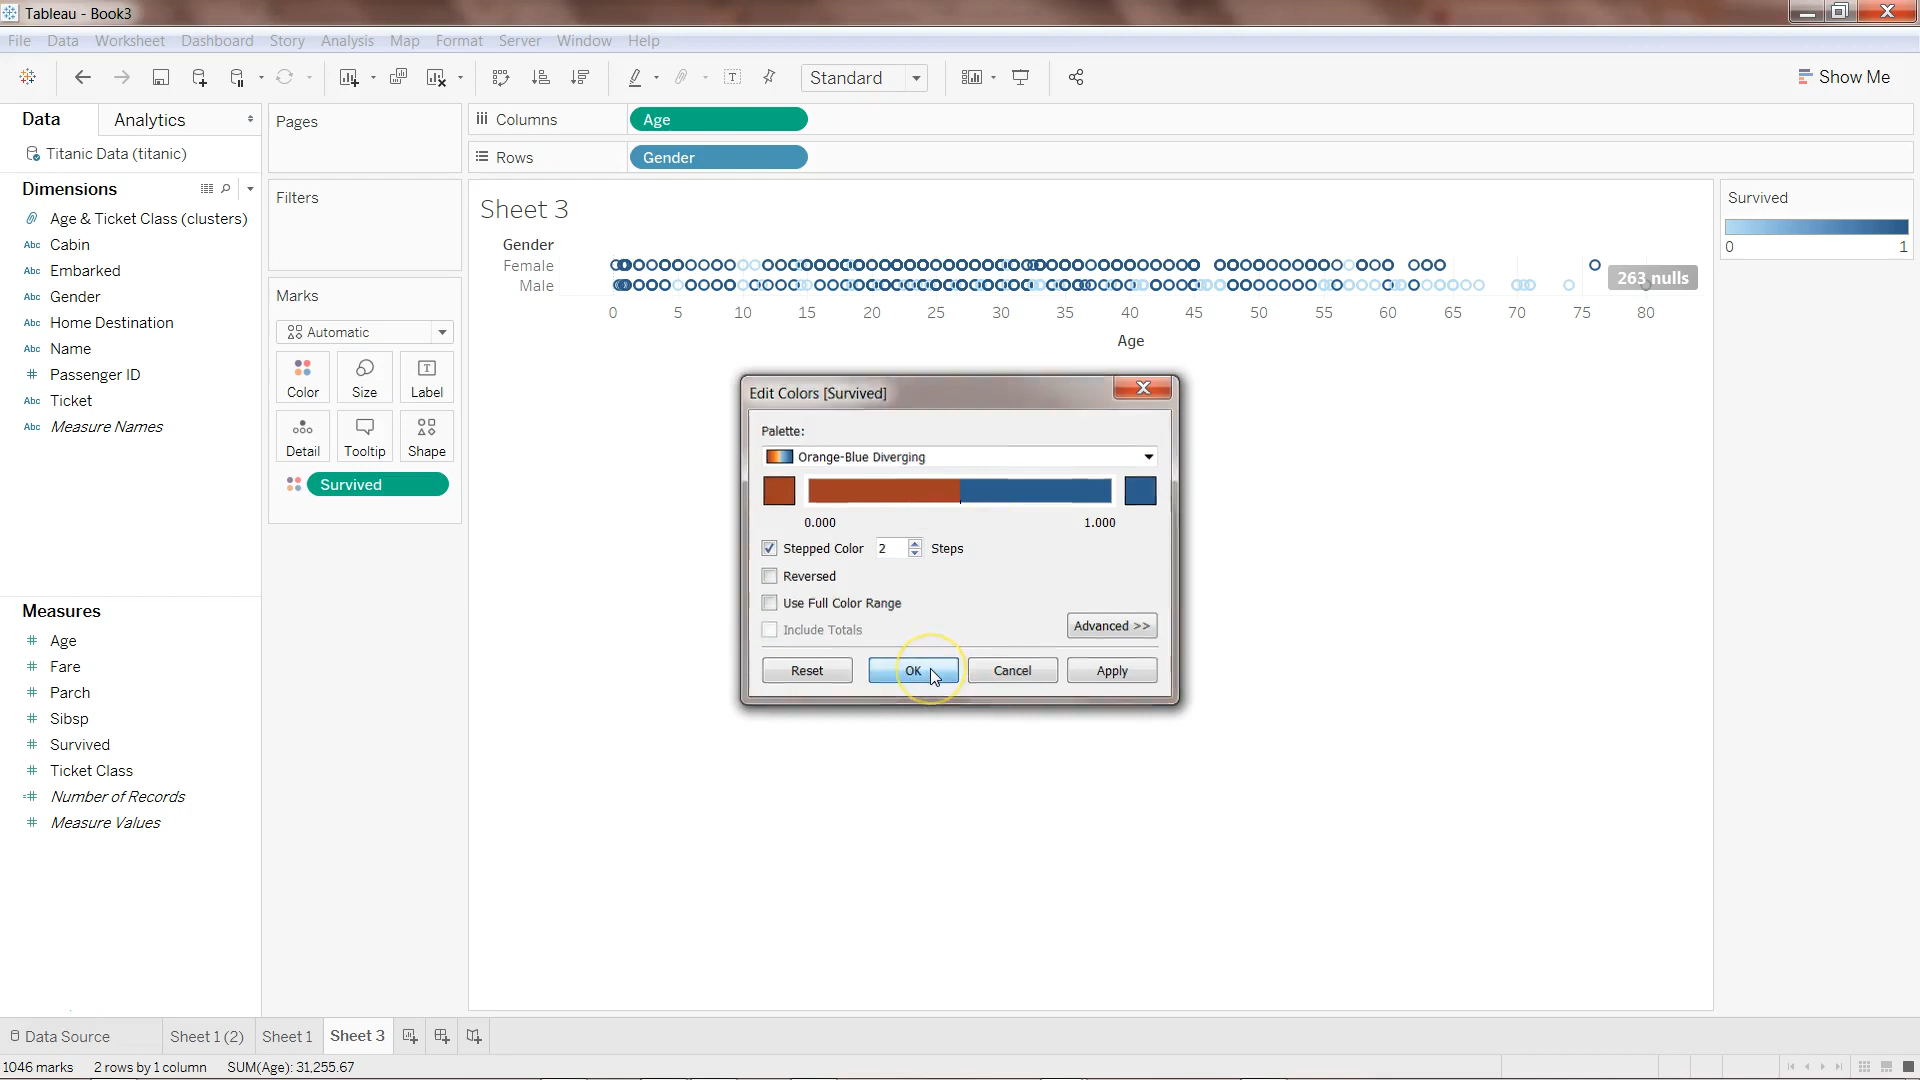 Tableau - Book3
File Data Worksheet Dashboard Story Analysis Map Format Server Window Help
Standard
Show Me
Data Analytics
Titanic Data (titanic)
Dimensions
Age & Ticket Class (clusters)
Abc Cabin
Abc Embarked
Abc Gender
Abc Home Destination
Abc Name
# Passenger ID
Abc Ticket
Abc Measure Names
Measures
# Age
# Fare
# Parch
# Sibsp
# Survived
# Ticket Class
=# Number of Records
# Measure Values
Pages
Filters
Marks
Automatic
Color Size Label
Detail Tooltip Shape
Survived
Columns Age
Rows Gender
Sheet 3
Gender
Female
Male
263 nulls
0 5 10 15 20 25 30 35 40 45 50 55 60 65 70 75 80
Age
Survived
0 1
Edit Colors [Survived]
Palette:
Orange-Blue Diverging
0.000 1.000
Stepped Color 2 Steps
Reversed
Use Full Color Range
Include Totals
Advanced >>
Reset OK Cancel Apply
Data Source Sheet 1 (2) Sheet 1 Sheet 3
1046 marks 2 rows by 1 column SUM(Age): 31,255.67